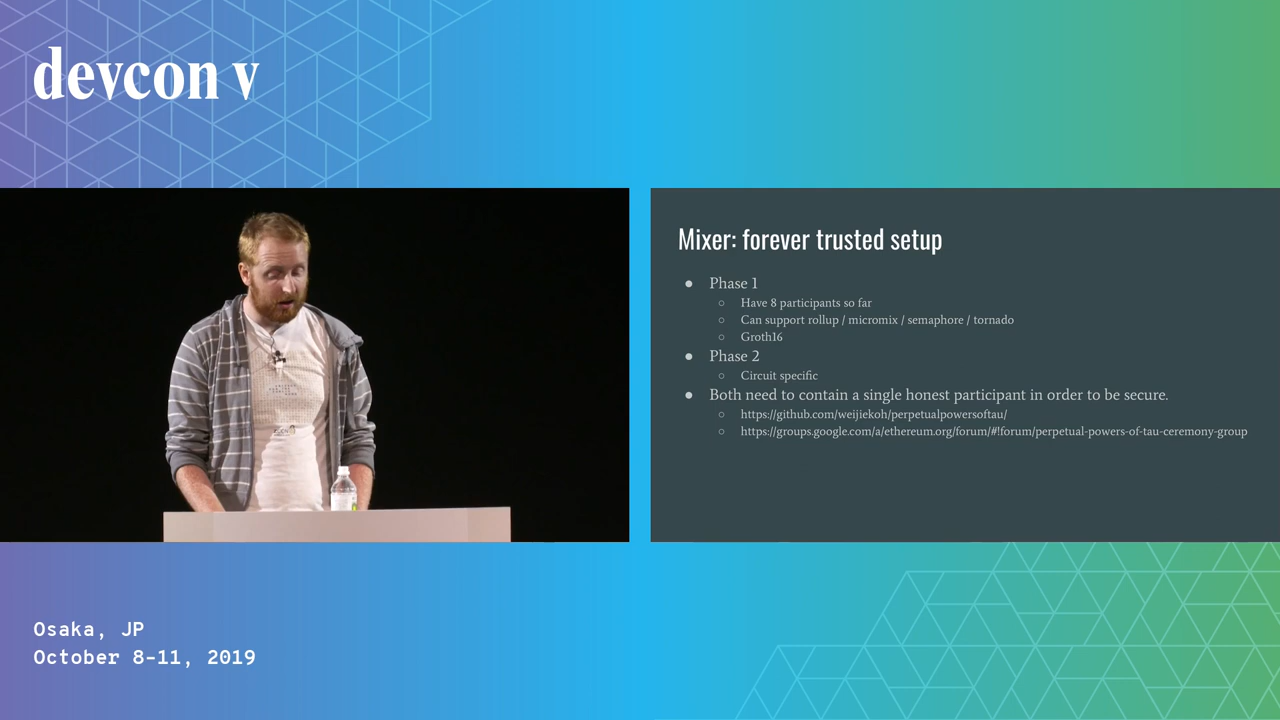 devcon v
Mixer: forever trusted setup
Phase 1
Have 8 participants so far
Can support rollup / micromix / semaphore / tornado
Groth16
Phase 2
Circuit specific
Both need to contain a single honest participant in order to be secure.
https://github.com/weijiekoh/perpetualpowersoftau/
https://groups.google.com/a/ethereum.org/forum/#!forum/perpetual-powers-of-tau-ceremony-group
Osaka, JP
October 8-11, 2019